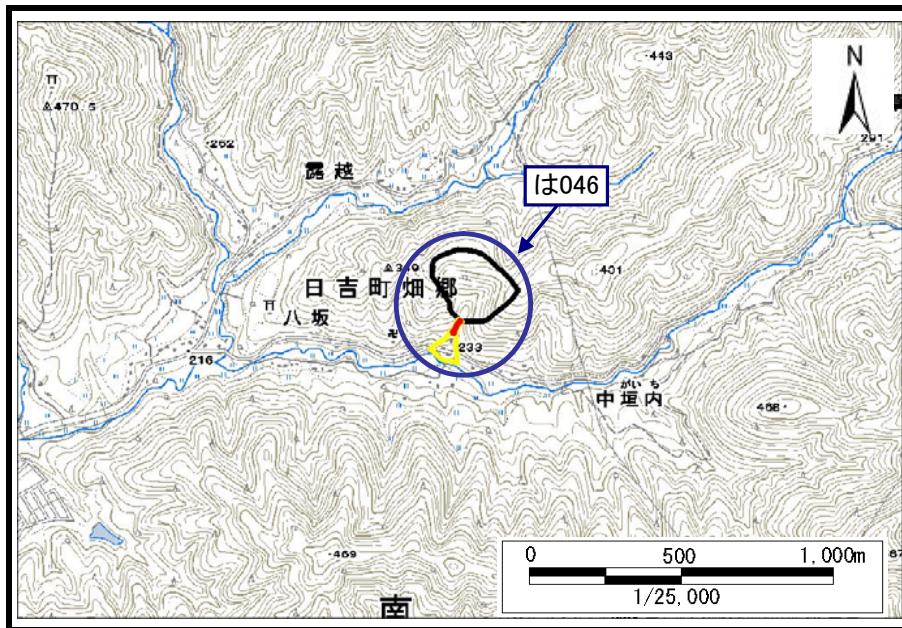 ・443
N
△470.5
・262
291
露越
は046
△349
・401
日吉町畑郷
八坂
・233
216
がいち
中垣内
468・
・469
南
0 500 1,000m
1/25,000